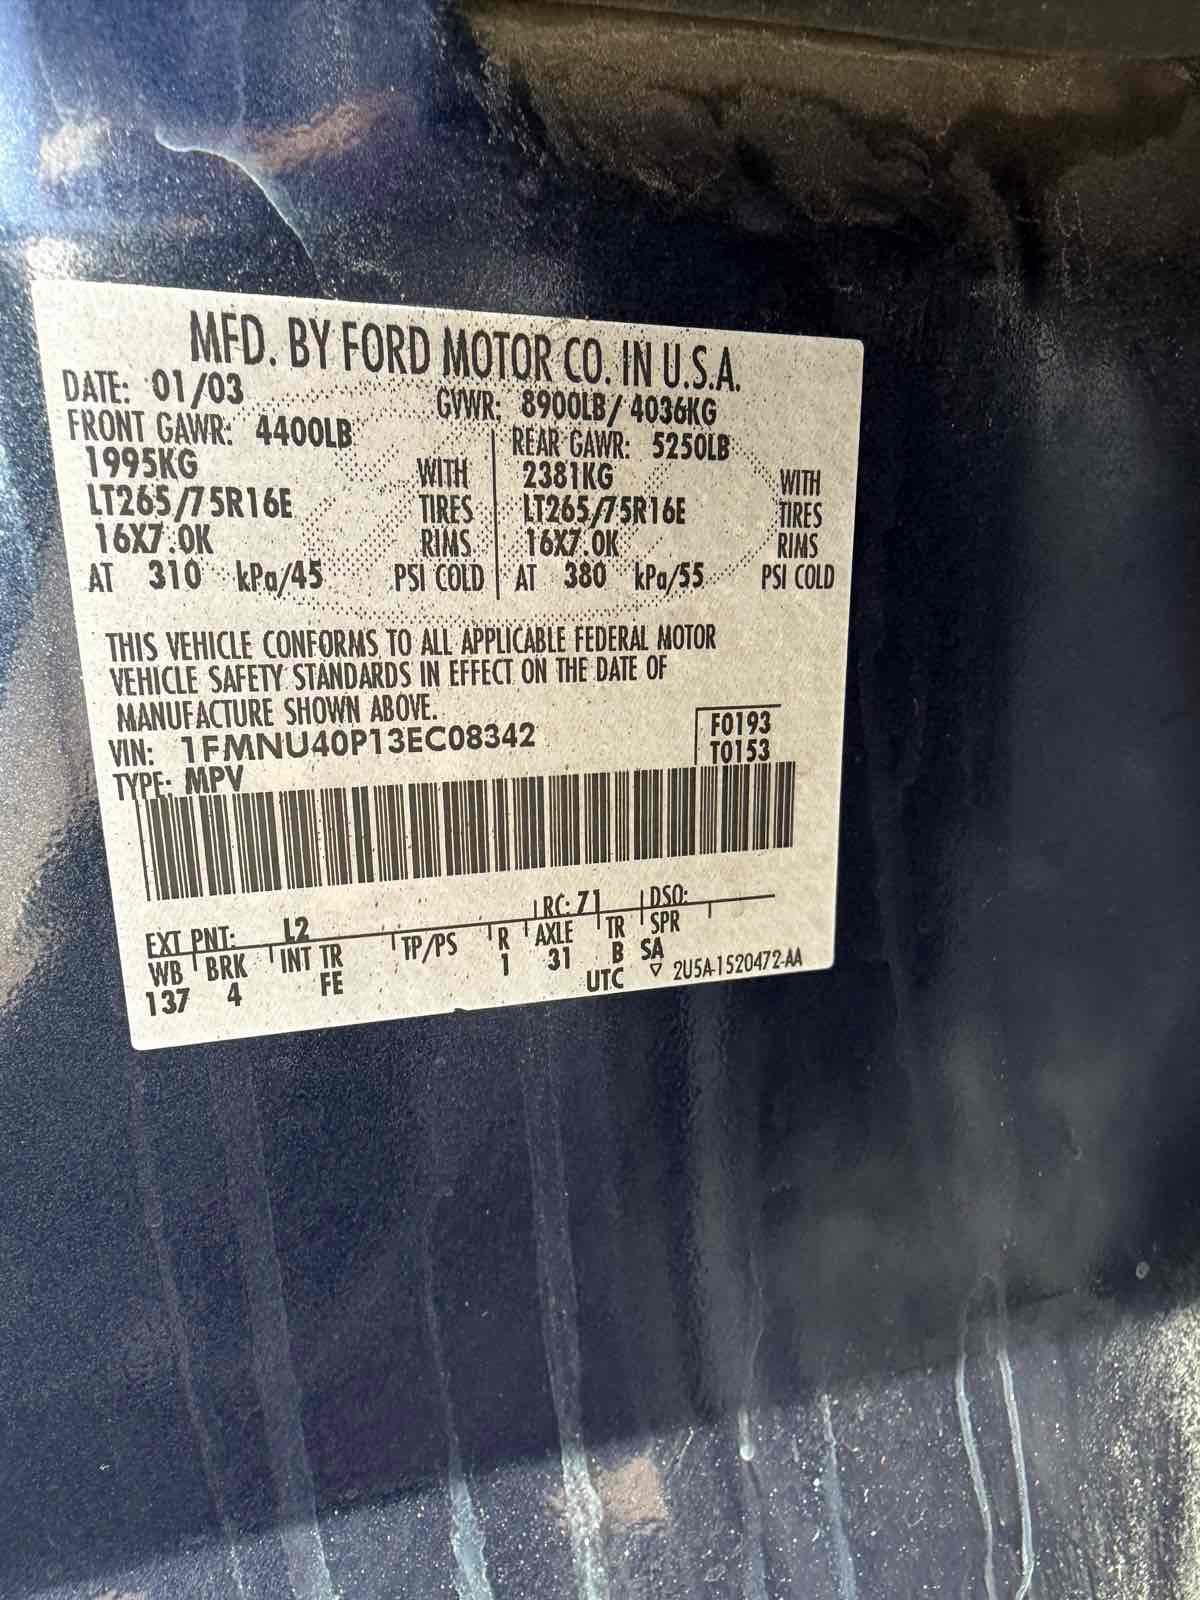 MFD. BY FORD MOTOR CO. IN U.S.A.
DATE: 01/03 GVWR: 8900LB/ 4036KG
FRONT GAWR: 4400LB REAR GAWR: 5250LB
1995KG WITH 2381KG WITH
LT265/75R16E TIRES LT265/75R16E TIRES
16X7.0K RIMS 16X7.0K RIMS
AT 310 kPa/45 PSI COLD AT 380 kPa/55 PSI COLD
THIS VEHICLE CONFORMS TO ALL APPLICABLE FEDERAL MOTOR
VEHICLE SAFETY STANDARDS IN EFFECT ON THE DATE OF
MANUFACTURE SHOWN ABOVE.
VIN: 1FMNU40P13EC08342 F0193
TYPE: MPV T0153
EXT PNT: L2 RC: 71 DSO:
WB BRK INT TR TP/PS R AXLE TR SPR
137 4 FE 1 31 B SA
UTC ▽ 2U5A-1520472-AA